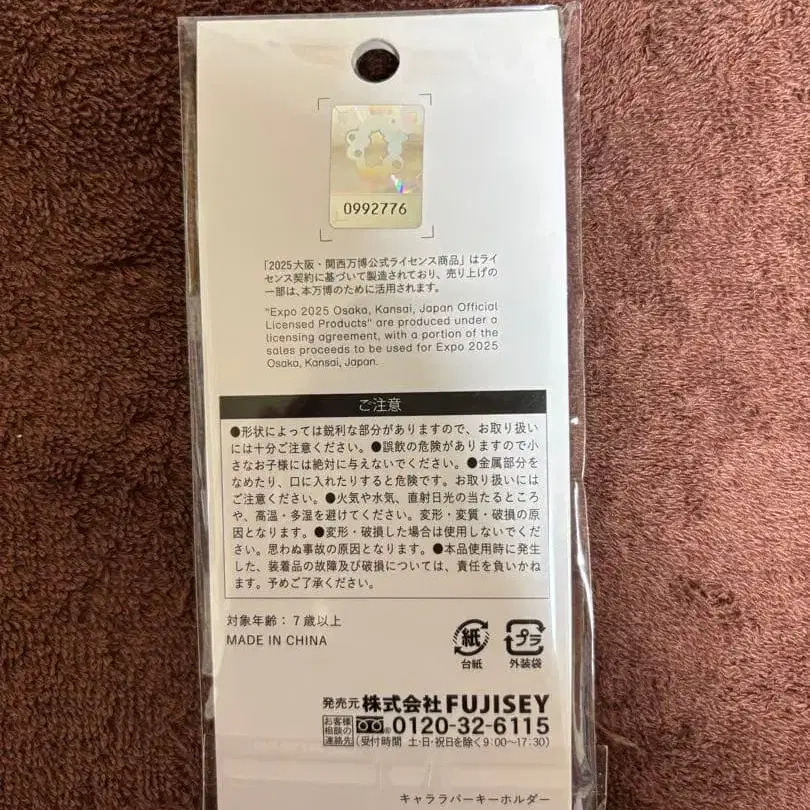 0992776
「2025大阪・関西万博公式ライセンス商品」はライ
センス契約に基づいて製造されており、売り上げの
一部は、本万博のために活用されます。
"Expo 2025 Osaka, Kansai, Japan Official
Licensed Products" are produced under a
licensing agreement, with a portion of the
sales proceeds to be used for Expo 2025
Osaka, Kansai, Japan.
ご注意
●形状によっては鋭利な部分がありますので、お取り扱い
には十分ご注意ください。●誤飲の危険がありますので小
さなお子様には絶対に与えないでください。●金属部分を
なめたり、口に入れたりすると危険です。お取り扱いには
ご注意ください。●火気や水気、直射日光の当たるところ
や、高温・多湿を避けてください。変形・変質・破損の原
因となります。●変形・破損した場合は使用しないでくだ
さい。思わぬ事故の原因となります。●本品使用時に発生
した、装着品の故障及び破損については、責任を負いかね
ます。予めご了承ください。
対象年齢：7歳以上
MADE IN CHINA
紙
台紙
プラ
外装袋
発売元 株式会社FUJISEY
お客様
相談の
連絡先
0120-32-6115
(受付時間 土・日・祝日を除く9:00〜17:30)
キャララバーキーホルダー